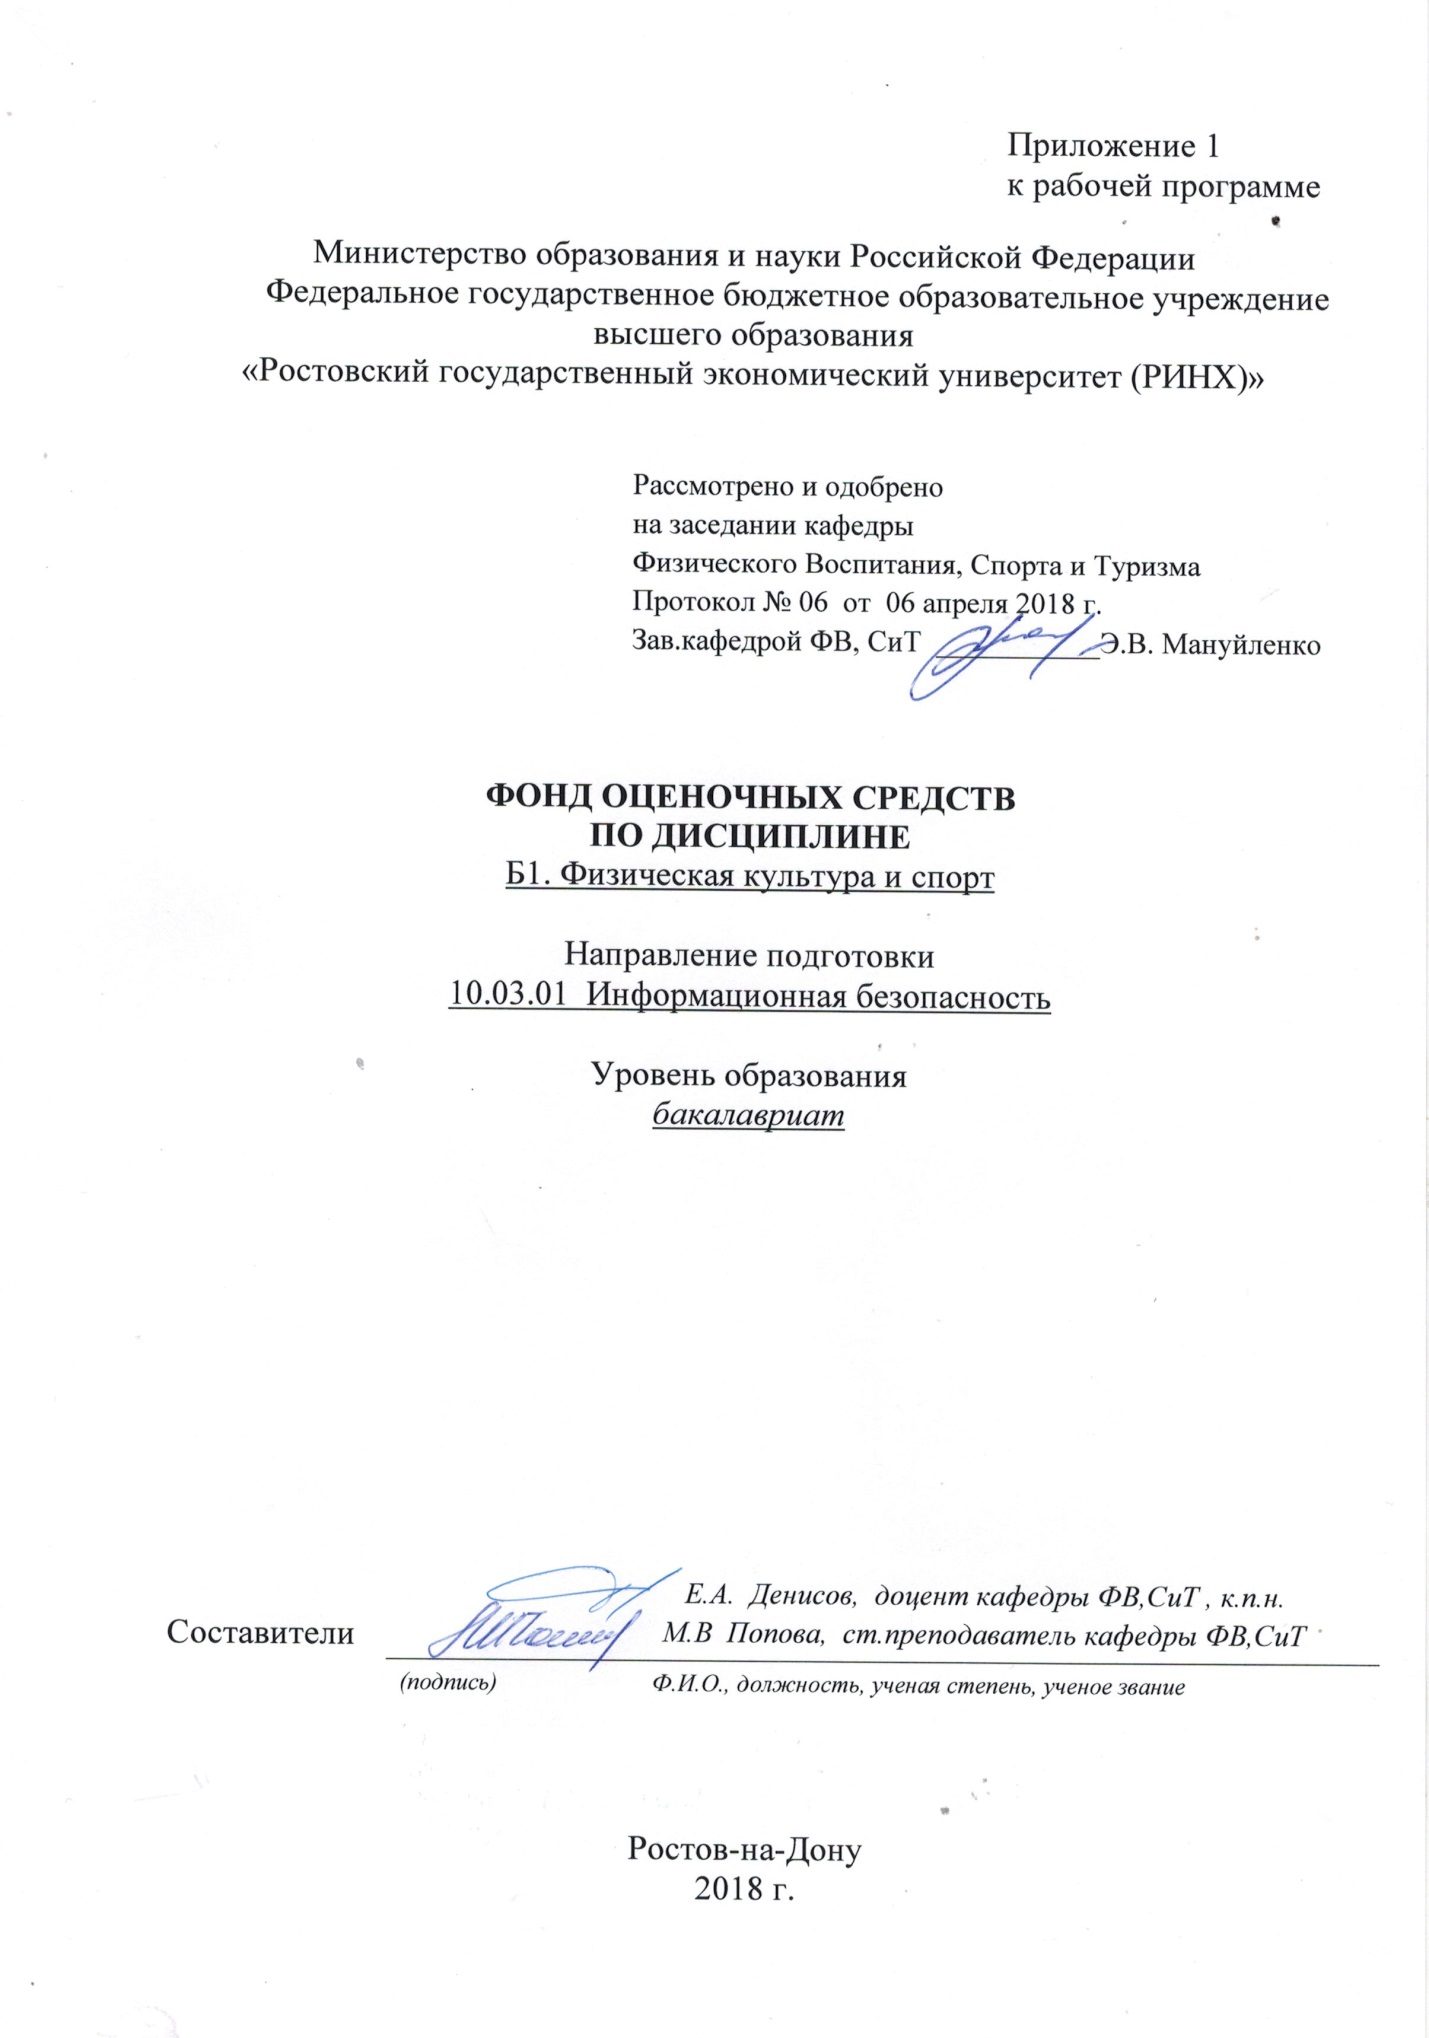 Приложение 1
к рабочей программе
Министерство образования и науки Российской Федерации
Федеральное государственное бюджетное образовательное учреждение
высшего образования
«Ростовский государственный экономический университет (РИНХ)»
Рассмотрено и одобрено
на заседании кафедры
Физического Воспитания, Спорта и Туризма
Протокол № 06 от 06 апреля 2018 г.
Зав.кафедрой ФВ, СиТ ____________Э.В. Мануйленко
ФОНД ОЦЕНОЧНЫХ СРЕДСТВ
ПО ДИСЦИПЛИНЕ
Б1. Физическая культура и спорт
Направление подготовки
10.03.01 Информационная безопасность
Уровень образования
бакалавриат
Е.А. Денисов, доцент кафедры ФВ,СиТ , к.п.н.
Составители М.В Попова, ст.преподаватель кафедры ФВ,СиТ
(подпись) Ф.И.О., должность, ученая степень, ученое звание
Ростов-на-Дону
2018 г.